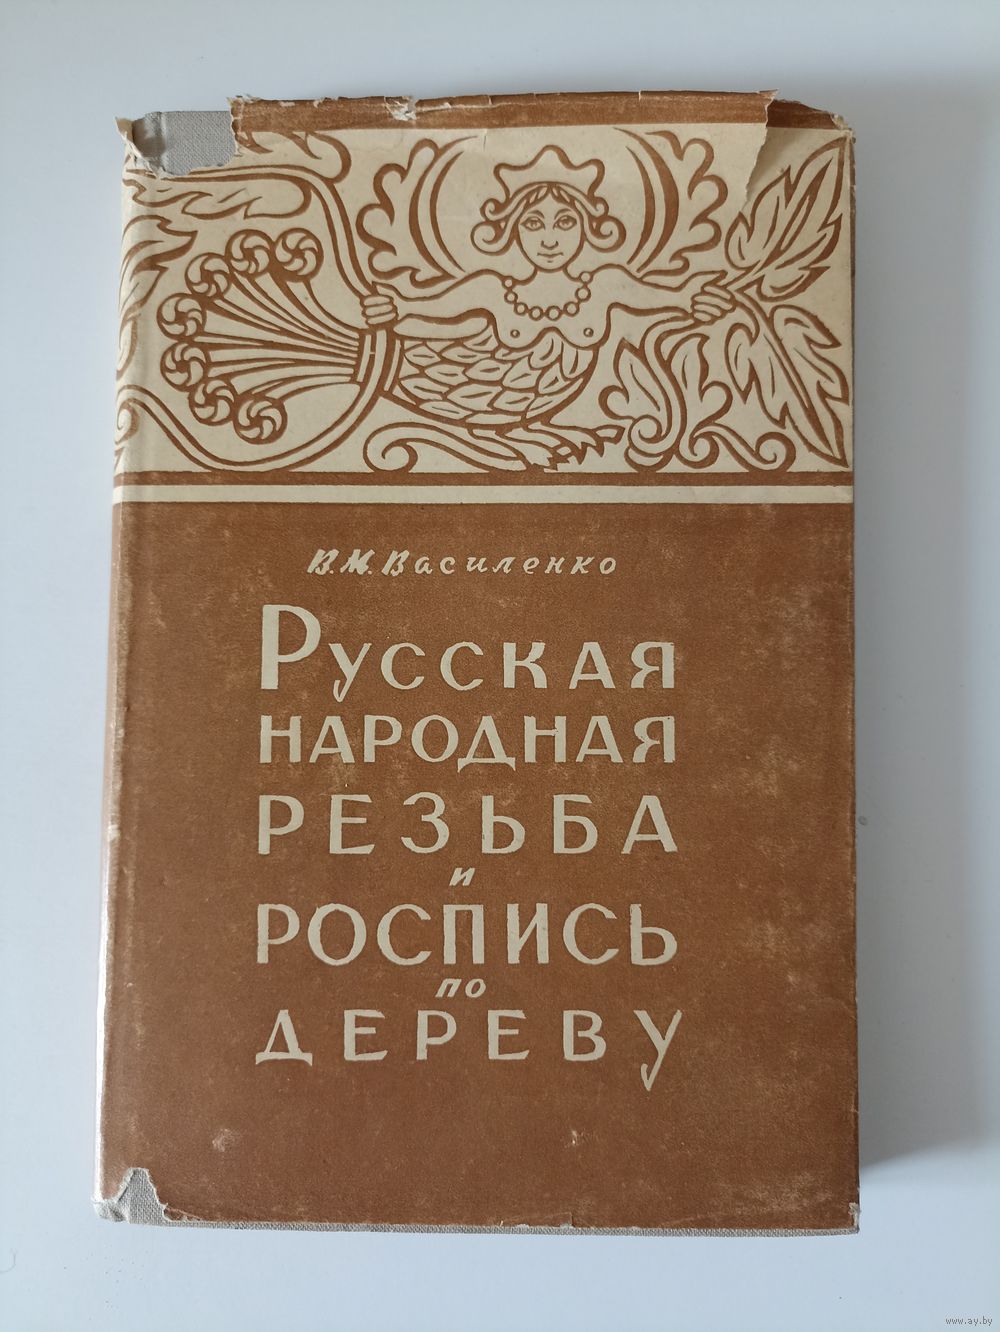 В.М.Василенко
Русская
народная
резьба
и
роспись
по
дереву
www.ay.by